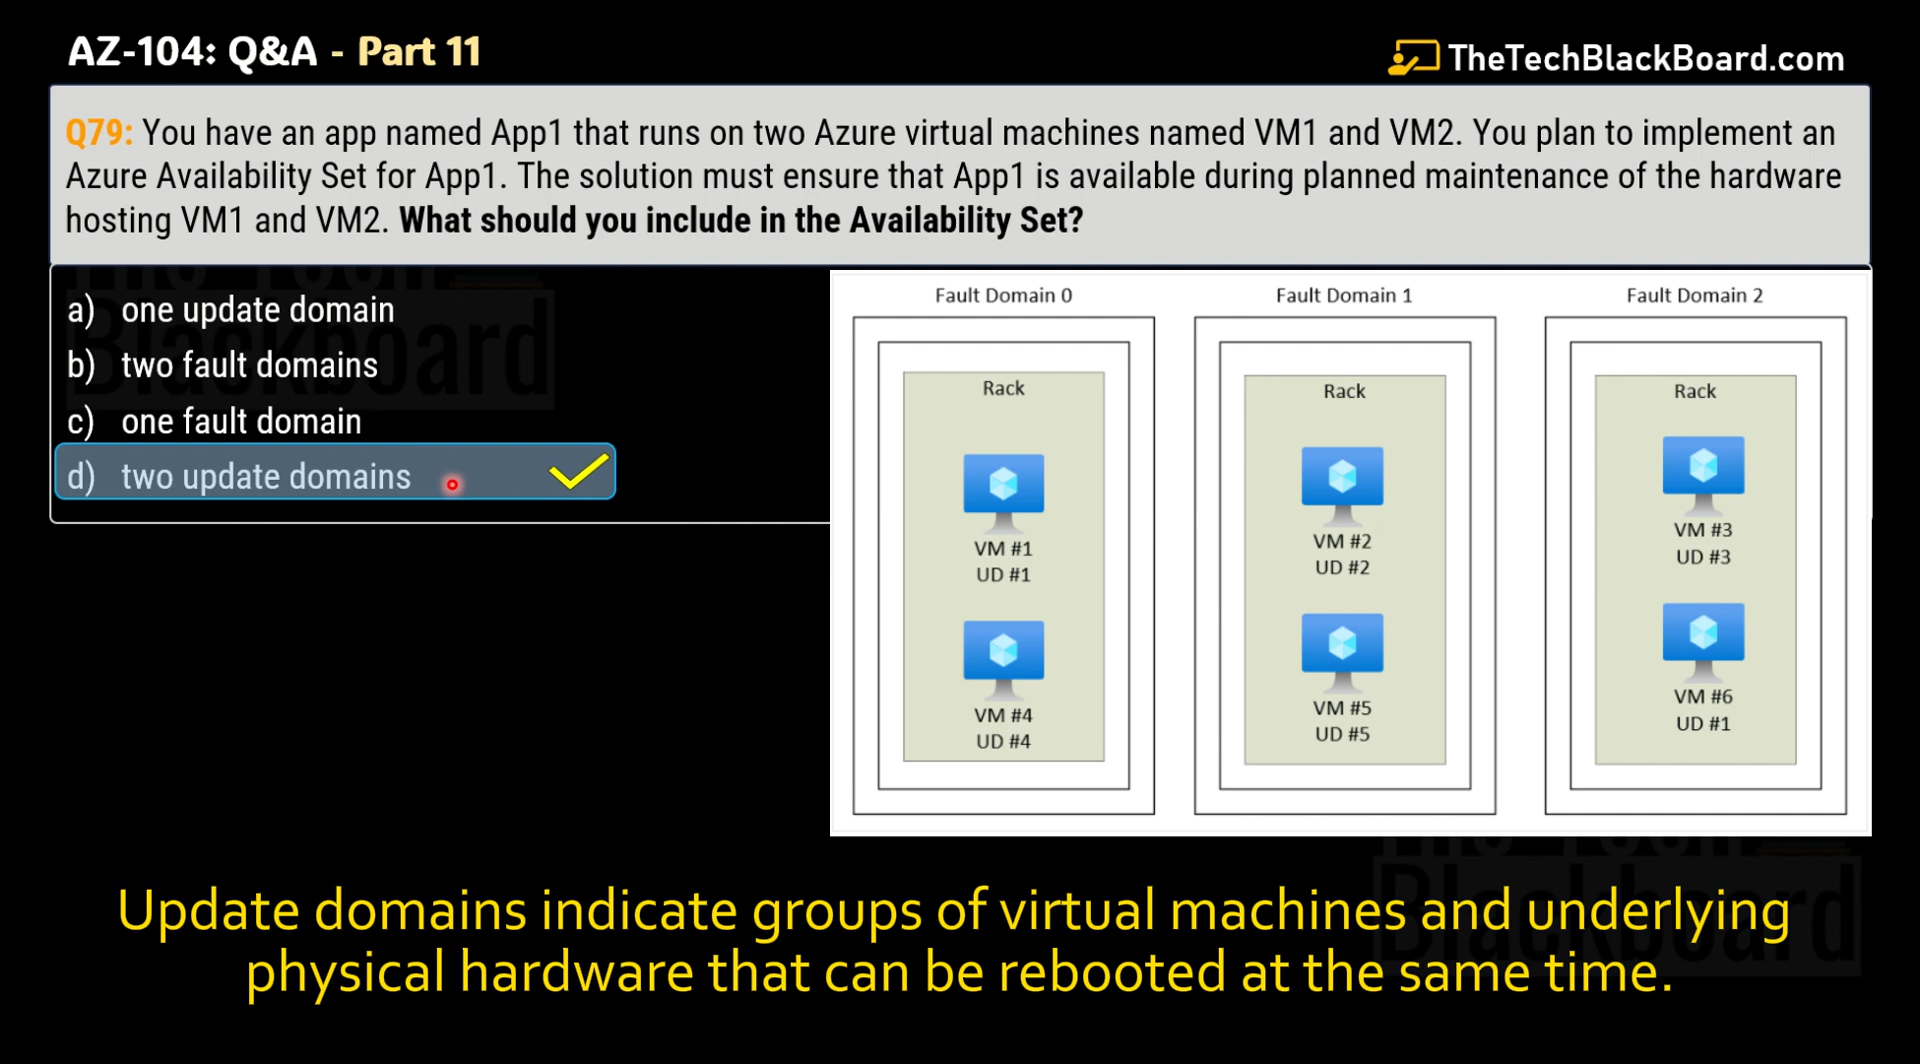 AZ-104: Q&A - Part 11
TheTechBlackBoard.com
Q79: You have an app named App1 that runs on two Azure virtual machines named VM1 and VM2. You plan to implement an
Azure Availability Set for App1. The solution must ensure that App1 is available during planned maintenance of the hardware
hosting VM1 and VM2. What should you include in the Availability Set?
a) one update domain
b) two fault domains
c) one fault domain
d) two update domains
Fault Domain 0
Rack
VM #1
UD #1
VM #4
UD #4
Fault Domain 1
Rack
VM #2
UD #2
VM #5
UD #5
Fault Domain 2
Rack
VM #3
UD #3
VM #6
UD #1
Update domains indicate groups of virtual machines and underlying
physical hardware that can be rebooted at the same time.